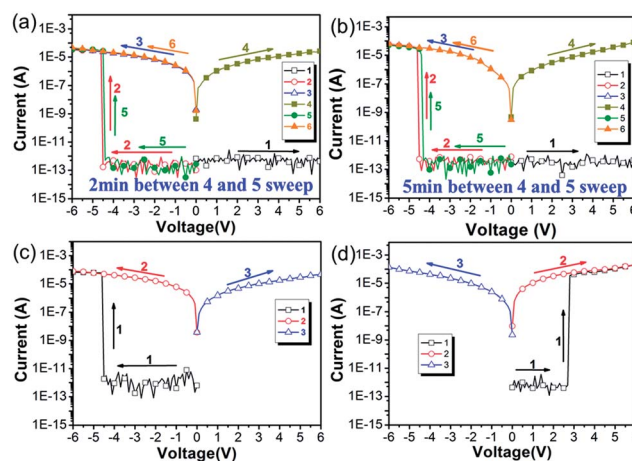 (a)
Current (A)
1E-3
1E-5
1E-7
1E-9
1E-11
1E-13
1E-15
3
6
4
2
5
5
2
1
1
2
3
4
5
6
2min between 4 and 5 sweep
-6 -5 -4 -3 -2 -1 0 1 2 3 4 5 6
Voltage(V)
(b)
Current (A)
1E-3
1E-5
1E-7
1E-9
1E-11
1E-13
1E-15
3
6
4
2
5
5
2
1
1
2
3
4
5
6
5min between 4 and 5 sweep
-6 -5 -4 -3 -2 -1 0 1 2 3 4 5 6
Voltage(V)
(c)
Current (A)
1E-3
1E-5
1E-7
1E-9
1E-11
1E-13
1E-15
2
3
1
1
1
2
3
-6 -5 -4 -3 -2 -1 0 1 2 3 4 5 6
Voltage(V)
(d)
Current (A)
1E-3
1E-5
1E-7
1E-9
1E-11
1E-13
1E-15
3
2
1
1
1
2
3
-6 -5 -4 -3 -2 -1 0 1 2 3 4 5 6
Voltage(V)